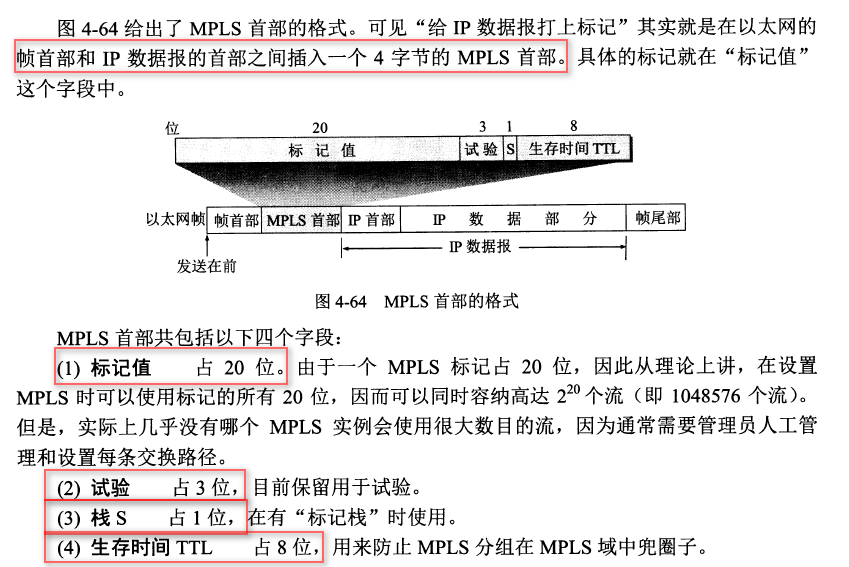 图 4-64 给出了 MPLS 首部的格式。可见“给 IP 数据报打上标记”其实就是在以太网的
帧首部和 IP 数据报的首部之间插入一个 4 字节的 MPLS 首部。具体的标记就在“标记值”
这个字段中。
位 20 3 1 8
标 记 值 试 验 S 生存时间 TTL
以太网帧 帧首部 MPLS 首部 IP 首部 IP 数 据 部 分 帧尾部
IP 数据报
发送在前
图 4-64 MPLS 首部的格式
MPLS 首部共包括以下四个字段：
(1) 标记值 占 20 位。由于一个 MPLS 标记占 20 位，因此从理论上讲，在设置
MPLS 时可以使用标记的所有 20 位，因而可以同时容纳高达 2²⁰ 个流（即 1048576 个流）。
但是，实际上几乎没有哪个 MPLS 实例会使用很大数目的流，因为通常需要管理员人工管
理和设置每条交换路径。
(2) 试验 占 3 位，目前保留用于试验。
(3) 栈 S 占 1 位，在有“标记栈”时使用。
(4) 生存时间 TTL 占 8 位，用来防止 MPLS 分组在 MPLS 域中兜圈子。